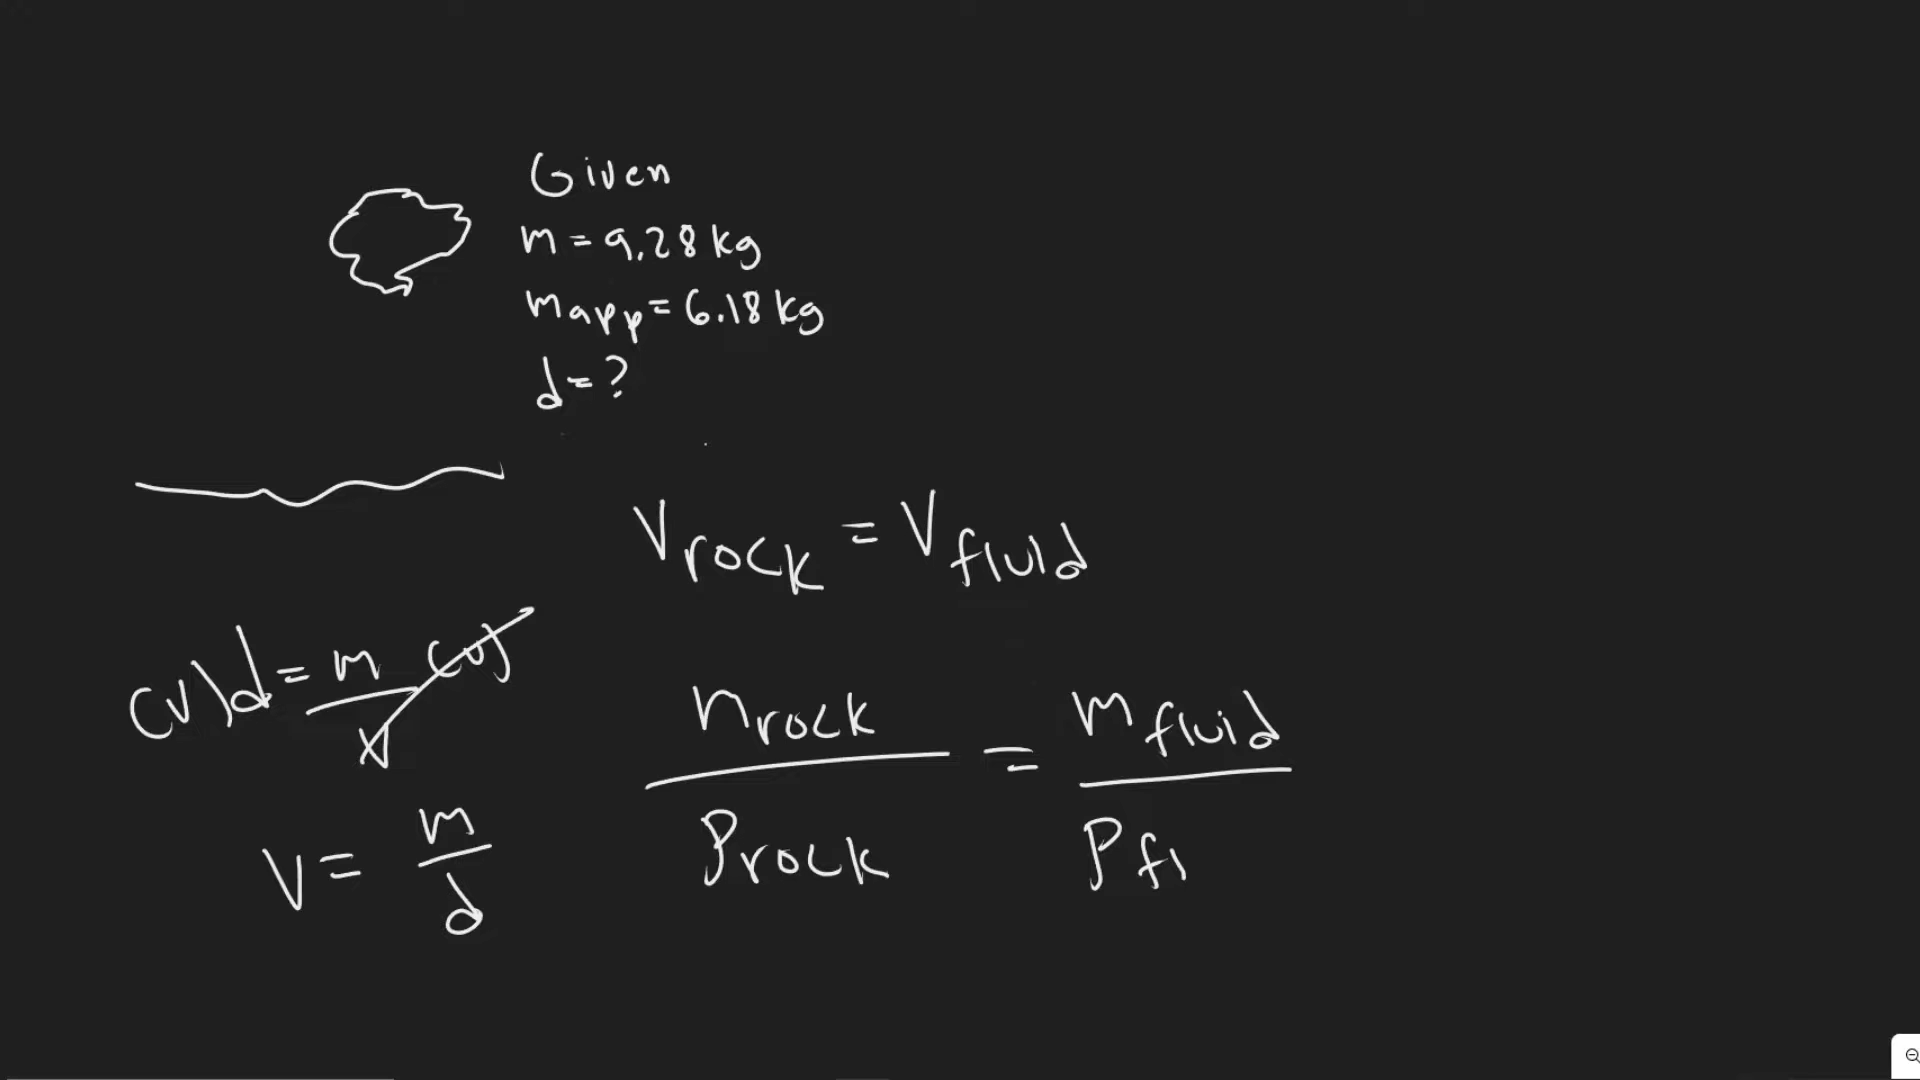 Given
m = 9.28 kg
mapp = 6.18 kg
d = ?
Vrock = Vfluid
(v)d = m/v (v)
mrock/ρrock = mfluid/ρfl
V = m/d